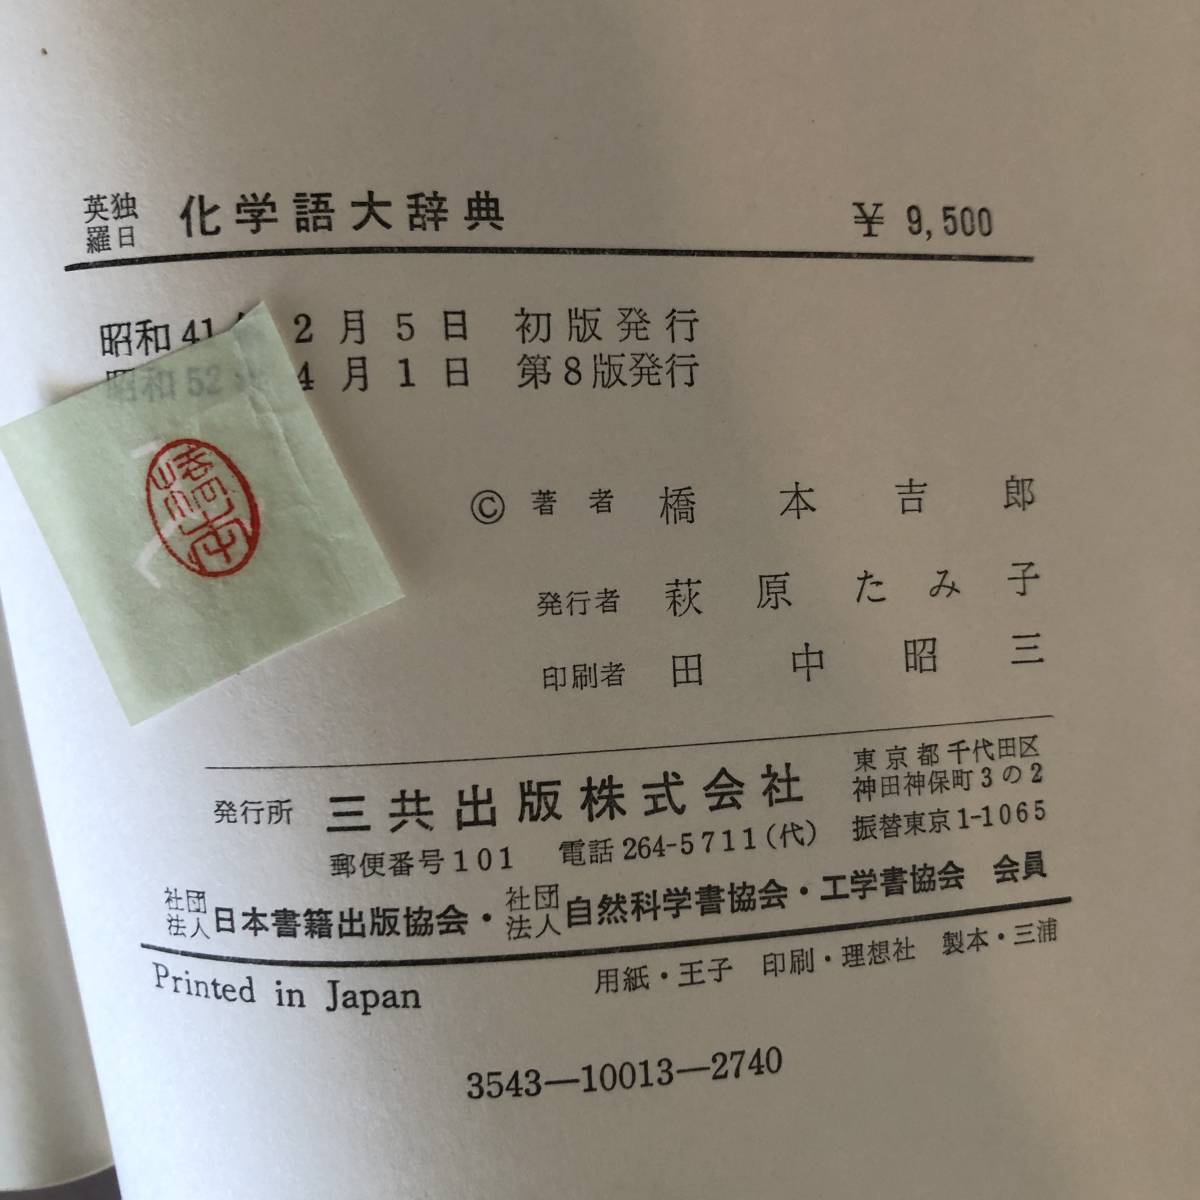 英独羅日 化学語大辞典 ¥ 9,500
昭和41年 2月5日 初版発行
昭和52年 4月1日 第8版発行
© 著者 橋本吉郎
発行者 萩原たみ子
印刷者 田中昭三
発行所 三共出版株式会社
東京都千代田区
神田神保町3の2
郵便番号101 電話264-5711(代) 振替東京1-1065
社団法人日本書籍出版協会・社団法人自然科学書協会・工学書協会 会員
Printed in Japan 用紙・王子 印刷・理想社 製本・三浦
3543—10013—2740